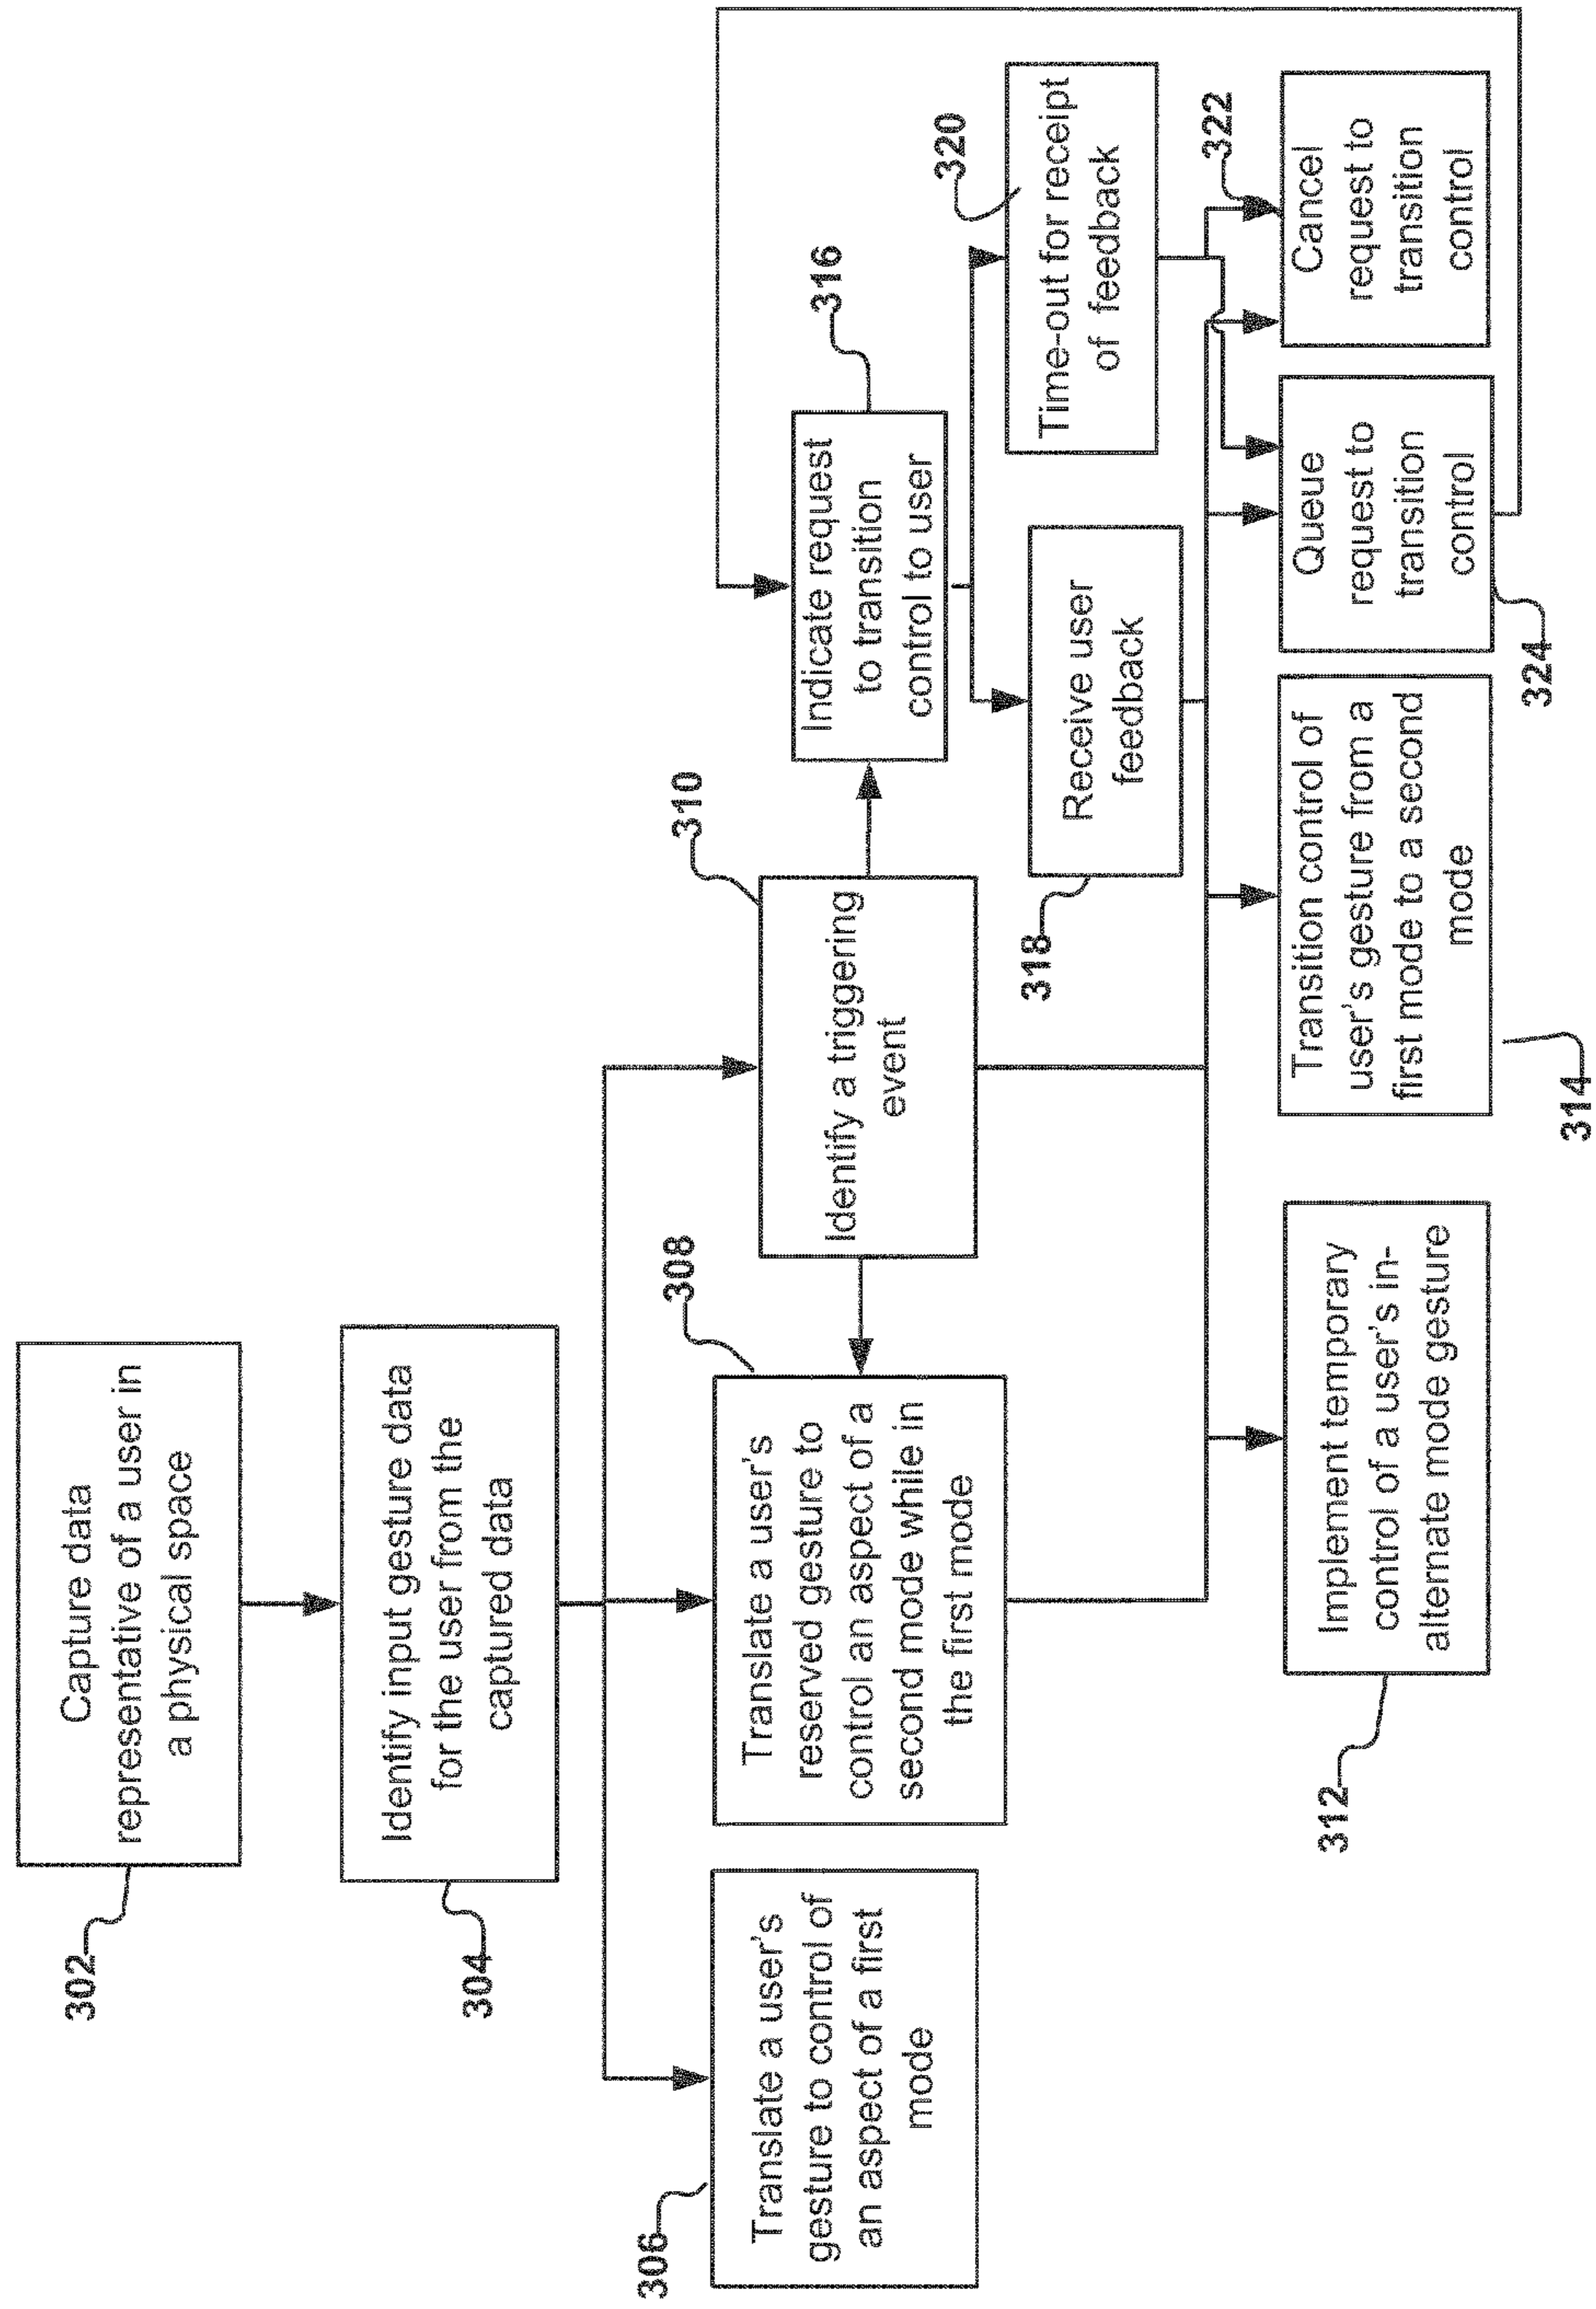 302
Capture data
representative of a user in
a physical space
304
Identify input gesture data
for the user from the
captured data
306
Translate a user's
gesture to control of
an aspect of a first
mode
308
Translate a user's
reserved gesture to
control an aspect of a
second mode while in
the first mode
310
Identify a triggering
event
316
Indicate request
to transition
control to user
318
Receive user
feedback
320
Time-out for receipt
of feedback
312
Implement temporary
control of a user's in-
alternate mode gesture
314
Transition control of
user's gesture from a
first mode to a second
mode
324
Queue
request to
transition
control
322
Cancel
request to
transition
control